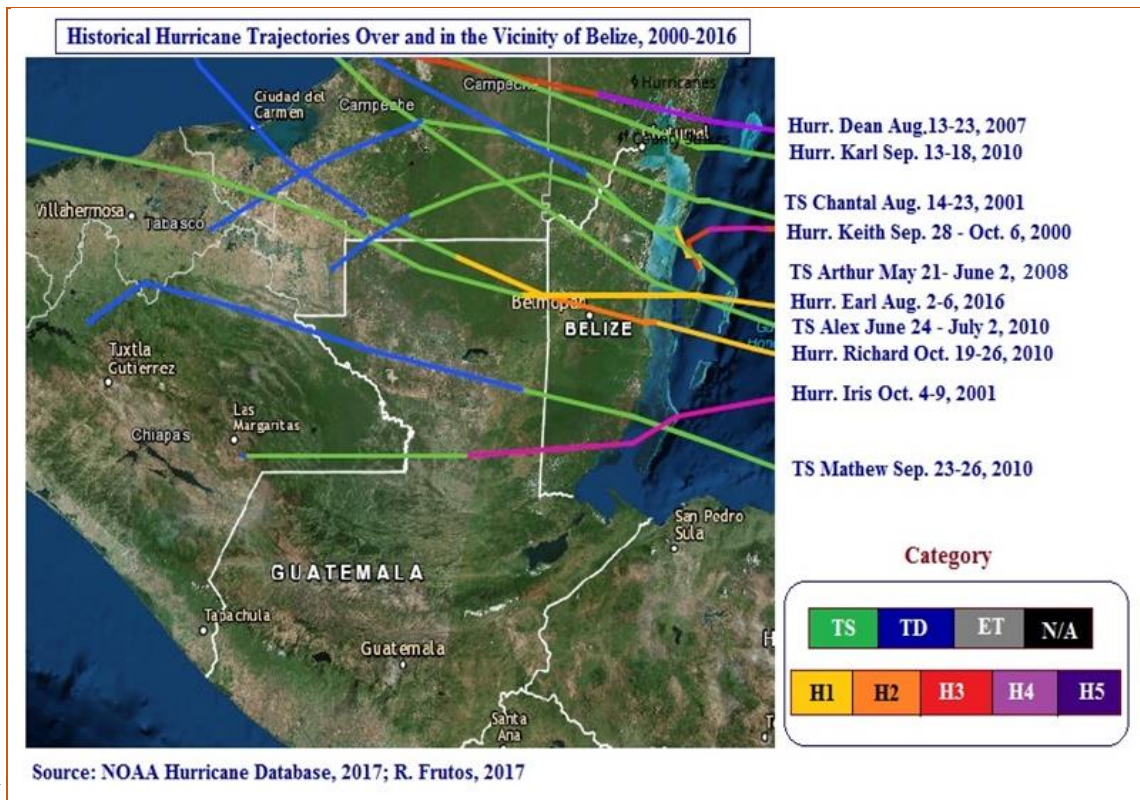 Historical Hurricane Trajectories Over and in the Vicinity of Belize, 2000-2016
Ciudad del
Carmen
Campeche
Campeche
Hurricanes
County Strikes
Villahermosa
Tabasco
Belmopan
BELIZE
Tuxtla
Gutierrez
Las
Margaritas
Chiapas
San Pedro
Sula
GUATEMALA
Tapachula
Guatemala
Santa
Ana
Hurr. Dean Aug.13-23, 2007
Hurr. Karl Sep. 13-18, 2010
TS Chantal Aug. 14-23, 2001
Hurr. Keith Sep. 28 - Oct. 6, 2000
TS Arthur May 21- June 2, 2008
Hurr. Earl Aug. 2-6, 2016
TS Alex June 24 - July 2, 2010
Hurr. Richard Oct. 19-26, 2010
Hurr. Iris Oct. 4-9, 2001
TS Mathew Sep. 23-26, 2010
Category
TS TD ET N/A
H1 H2 H3 H4 H5
Source: NOAA Hurricane Database, 2017; R. Frutos, 2017